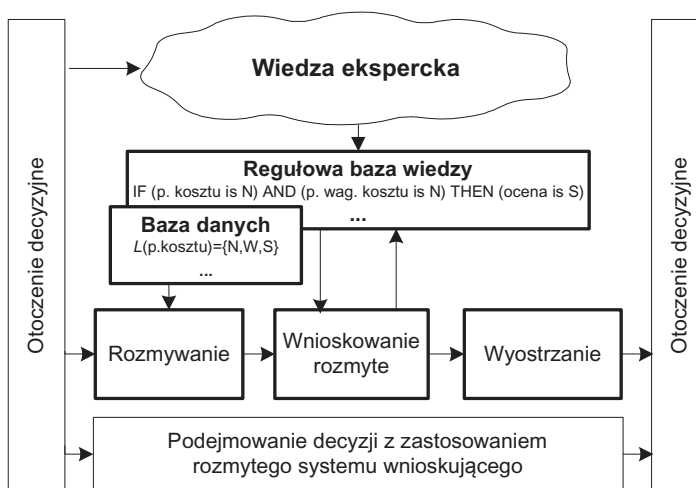 Otoczenie decyzyjne
Wiedza ekspercka
Regułowa baza wiedzy
IF (p. kosztu is N) AND (p. wag. kosztu is N) THEN (ocena is S)
...
Baza danych
L(p.kosztu)={N,W,S}
...
Rozmywanie
Wnioskowanie
rozmyte
Wyostrzanie
Podejmowanie decyzji z zastosowaniem
rozmytego systemu wnioskującego
Otoczenie decyzyjne